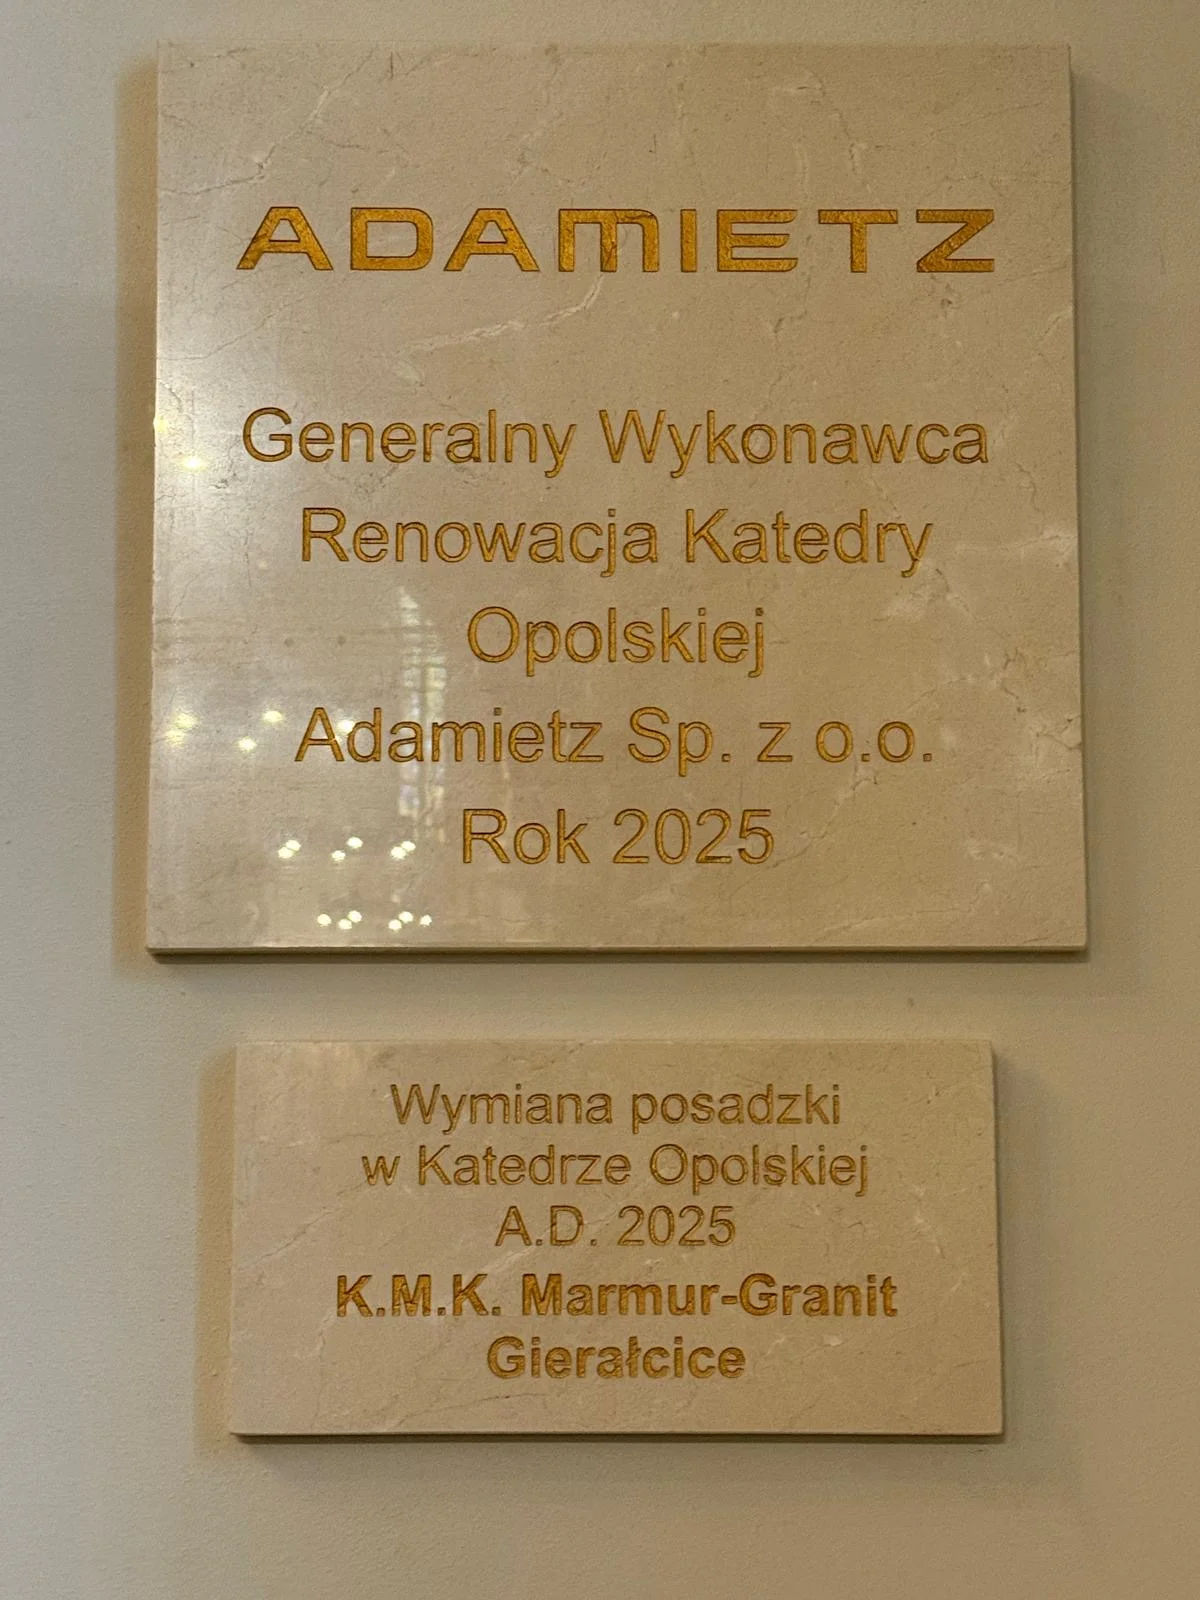 ADAMIETZ
Generalny Wykonawca
Renowacja Katedry
Opolskiej
Adamietz Sp. z o.o.
Rok 2025
Wymiana posadzki
w Katedrze Opolskiej
A.D. 2025
K.M.K. Marmur-Granit
Gierałcice